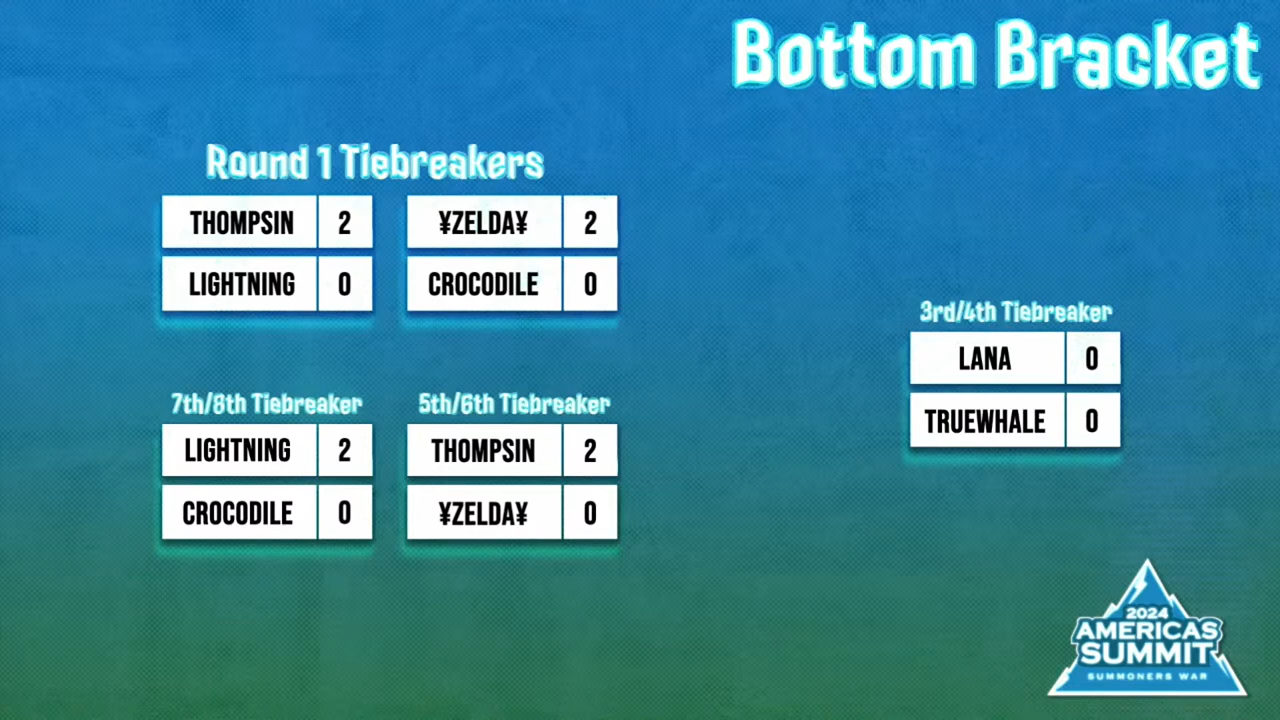 Bottom Bracket
Round 1 Tiebreakers
THOMPSIN 2
LIGHTNING 0
¥ZELDA¥ 2
CROCODILE 0
7th/8th Tiebreaker
LIGHTNING 2
CROCODILE 0
5th/6th Tiebreaker
THOMPSIN 2
¥ZELDA¥ 0
3rd/4th Tiebreaker
LANA 0
TRUEWHALE 0
2024
AMERICAS
SUMMIT
SUMMONERS WAR